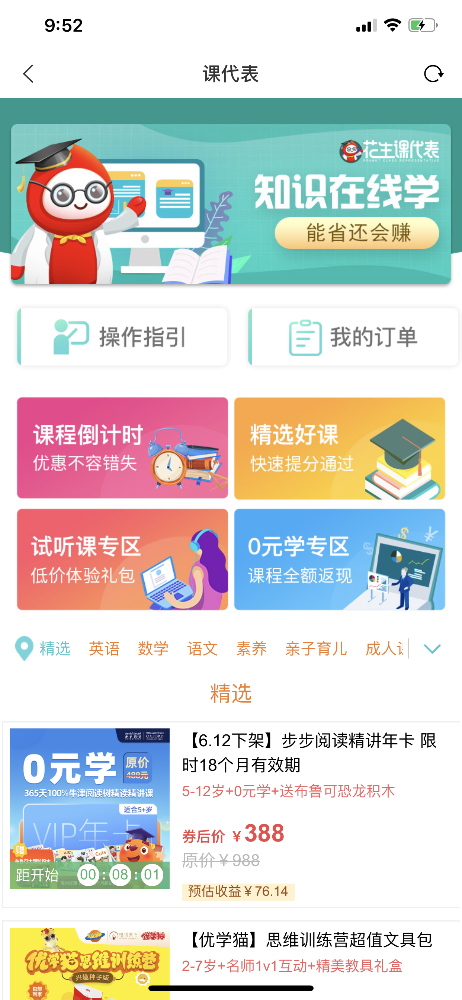 9:52
课代表
花生课代表
PEANUT CLASS REPRESENTATIVE
知识在线学
能省还会赚
操作指引
我的订单
课程倒计时
优惠不容错失
精选好课
快速提分通过
试听课专区
低价体验礼包
0元学专区
课程全额返现
精选 英语 数学 语文 素养 亲子育儿 成人
精选
book! book!
步步阅读
With content from
OXFORD
UNIVERSITY PRESS
0元学
原价
488元
365天100%牛津阅读树精读精讲课
适合5+岁
VIP年卡
赠
布鲁可大颗粒积木
Cats
距开始 00 : 08 : 01
【6.12下架】步步阅读精讲年卡 限
时18个月有效期
5-12岁+0元学+送布鲁可恐龙积木
券后价 ¥388
原价¥988
预估收益¥76.14
优学猫
优学猫思维训练营
兴趣种子版
包邮
到家
【优学猫】思维训练营超值文具包
2-7岁+名师1v1互动+精美教具礼盒